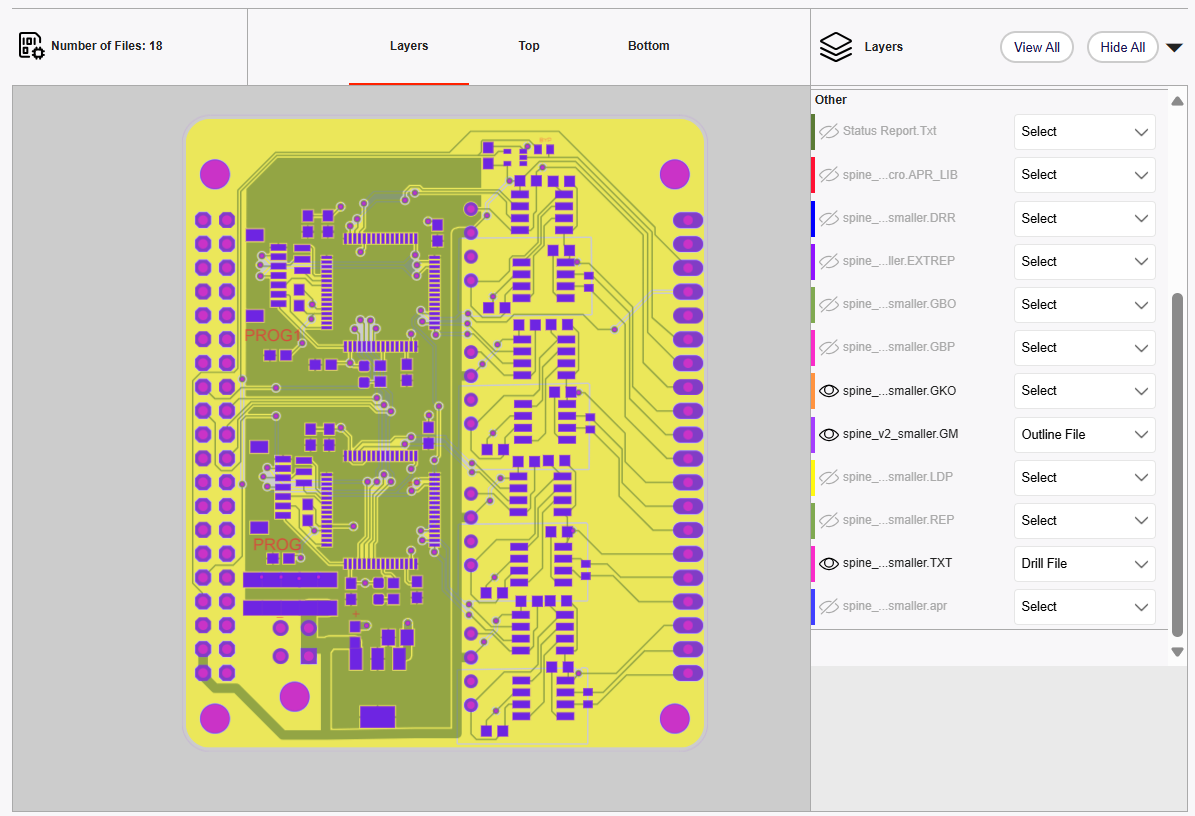 Number of Files: 18
Layers
Top
Bottom
Layers
View All
Hide All
Other
Status Report.Txt
Select
spine_...cro.APR_LIB
Select
spine_...smaller.DRR
Select
spine_...ller.EXTREP
Select
spine_...smaller.GBO
Select
spine_...smaller.GBP
Select
spine_...smaller.GKO
Select
spine_v2_smaller.GM
Outline File
spine_...smaller.LDP
Select
spine_...smaller.REP
Select
spine_...smaller.TXT
Drill File
spine_...smaller.apr
Select
PROG1
PROG